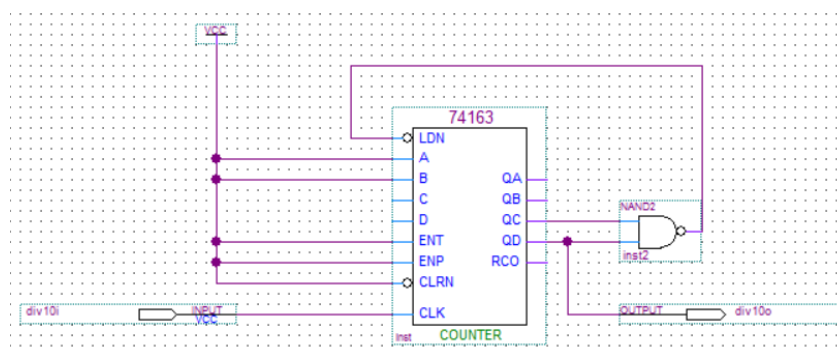 VCC
74163
LDN
A
B
C
D
ENT
ENP
CLRN
CLK
QA
QB
QC
QD
RCO
inst
COUNTER
NAND2
inst2
div10i
INPUT
VCC
OUTPUT
div10o